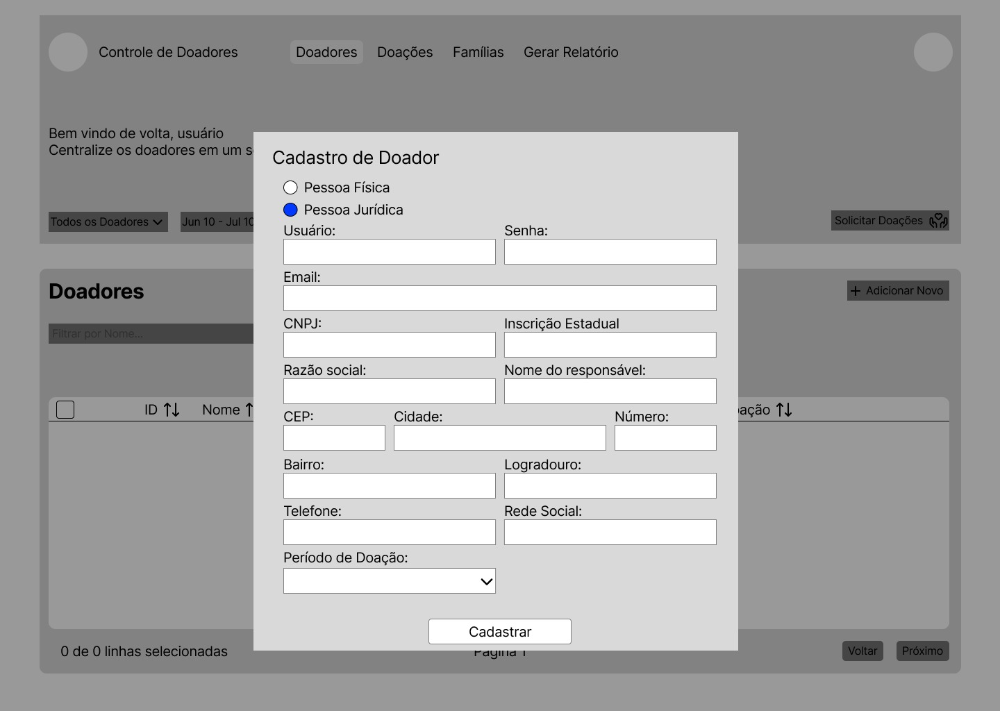 Controle de Doadores
Doadores
Doações
Famílias
Gerar Relatório
Bem vindo de volta, usuário
Centralize os doadores em um
Todos os Doadores
Jun 10 - Jul 10
Solicitar Doações
Doadores
Adicionar Novo
Filtrar por Nome...
ID
Nome
0 de 0 linhas selecionadas
Página 1
Voltar
Próximo
Cadastro de Doador
Pessoa Física
Pessoa Jurídica
Usuário:
Senha:
Email:
CNPJ:
Inscrição Estadual
Razão social:
Nome do responsável:
CEP:
Cidade:
Número:
Bairro:
Logradouro:
Telefone:
Rede Social:
Período de Doação:
Cadastrar